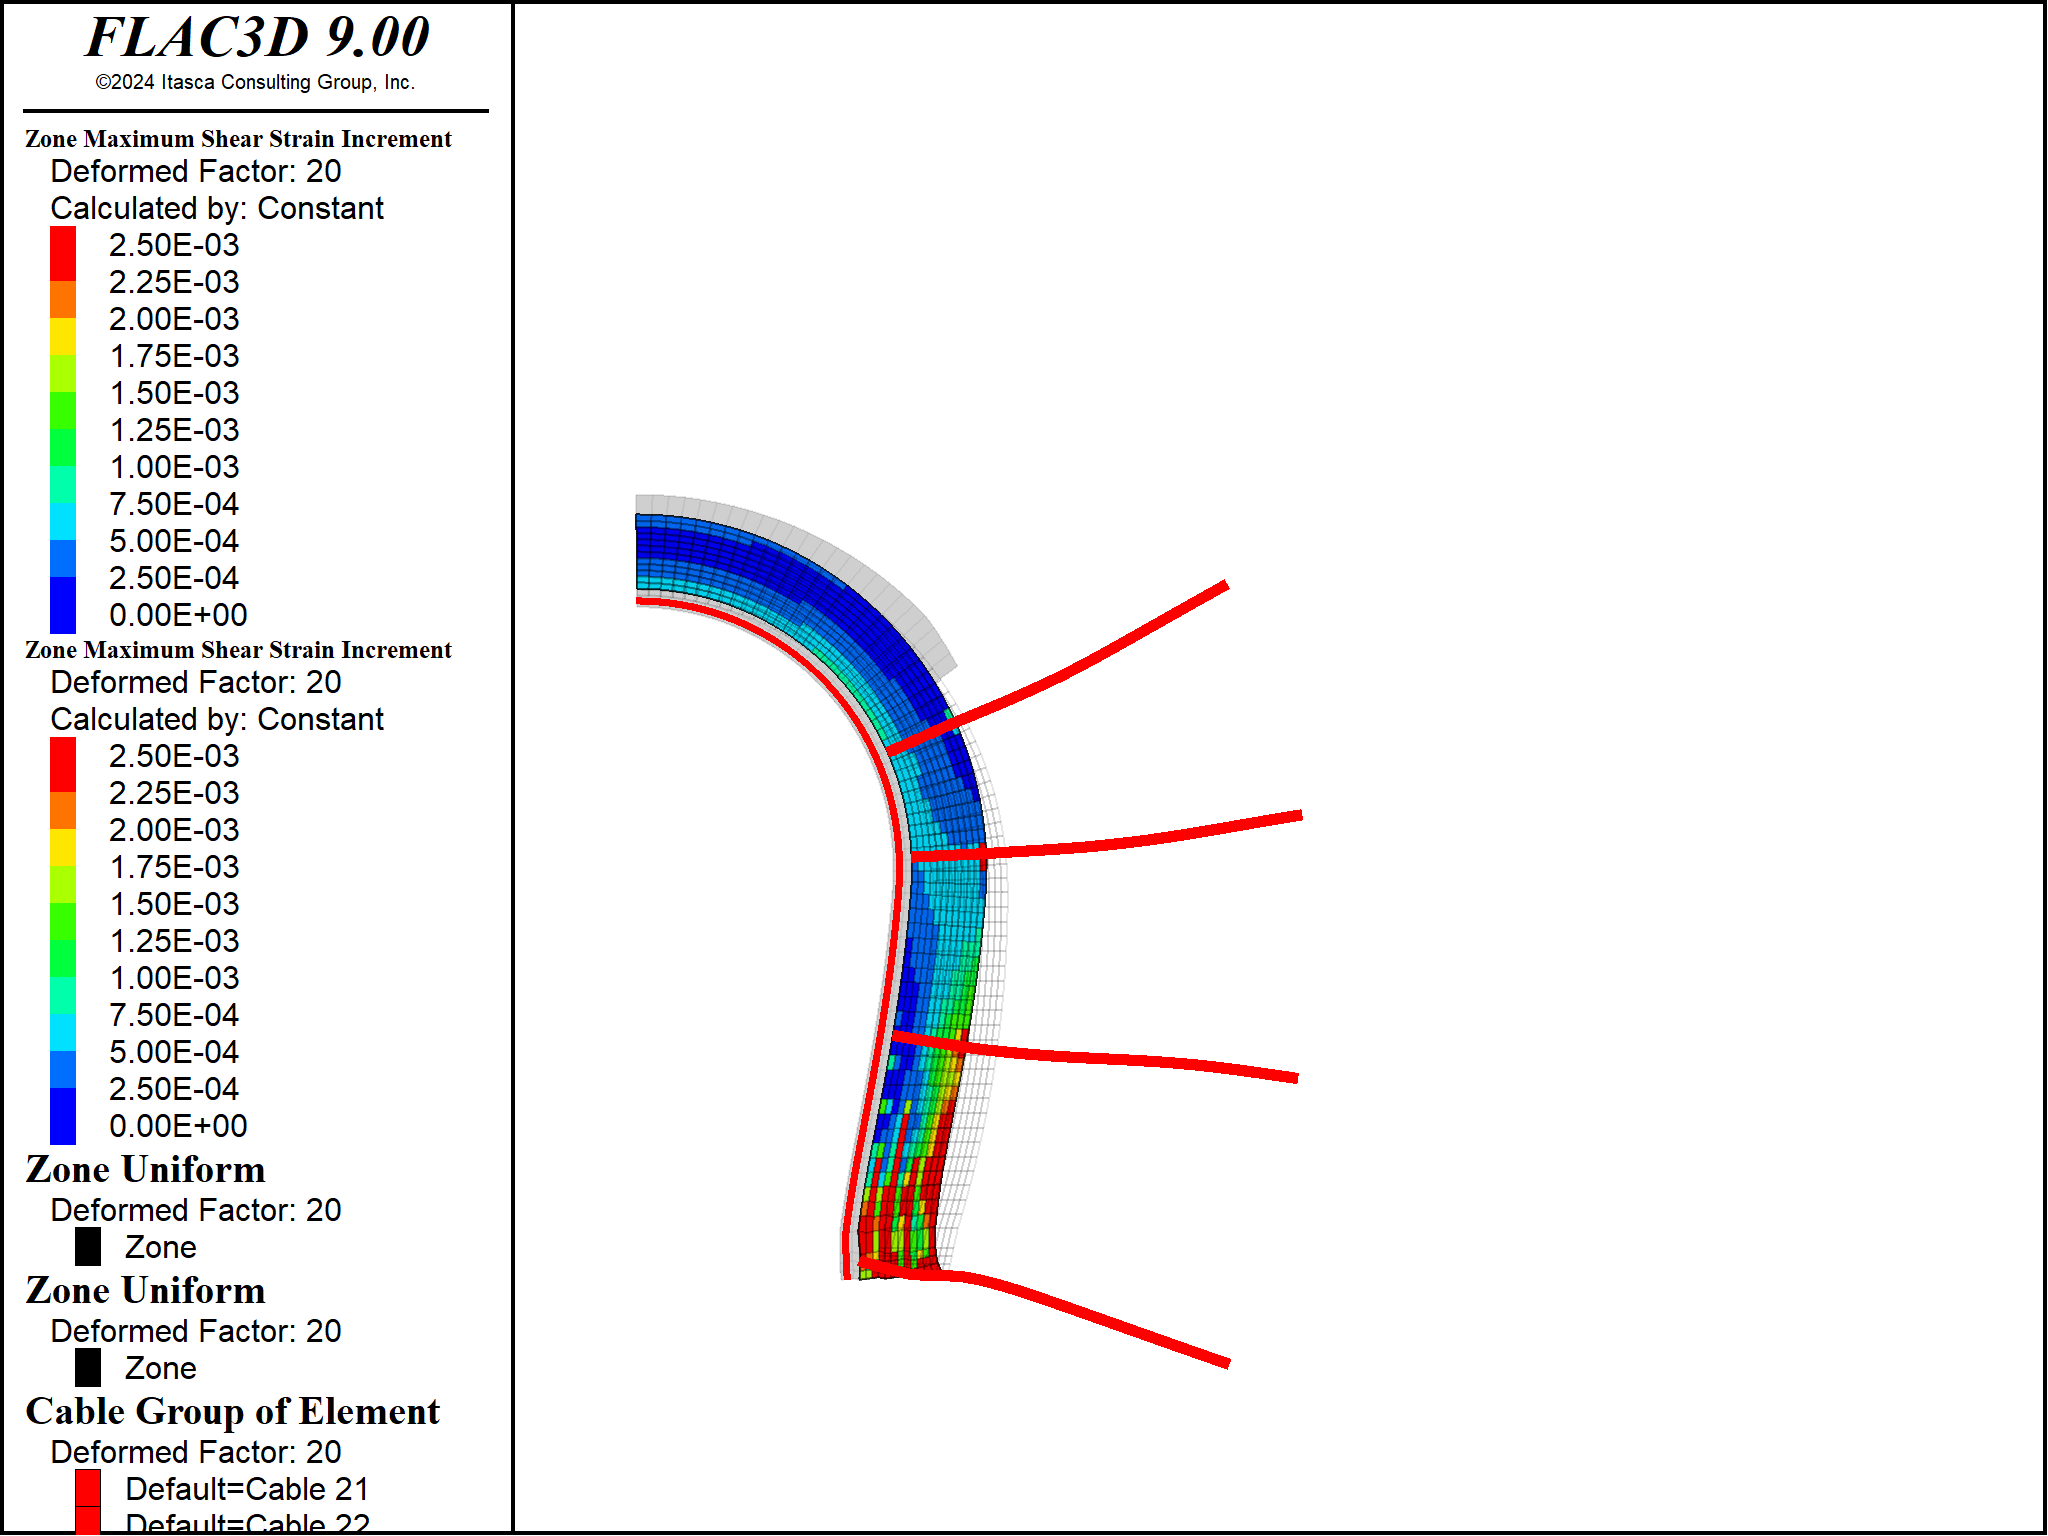 FLAC3D 9.00
©2024 Itasca Consulting Group, Inc.
Zone Maximum Shear Strain Increment
Deformed Factor: 20
Calculated by: Constant
2.50E-03
2.25E-03
2.00E-03
1.75E-03
1.50E-03
1.25E-03
1.00E-03
7.50E-04
5.00E-04
2.50E-04
0.00E+00
Zone Maximum Shear Strain Increment
Deformed Factor: 20
Calculated by: Constant
2.50E-03
2.25E-03
2.00E-03
1.75E-03
1.50E-03
1.25E-03
1.00E-03
7.50E-04
5.00E-04
2.50E-04
0.00E+00
Zone Uniform
Deformed Factor: 20
Zone
Zone Uniform
Deformed Factor: 20
Zone
Cable Group of Element
Deformed Factor: 20
Default=Cable 21
Default=Cable 22